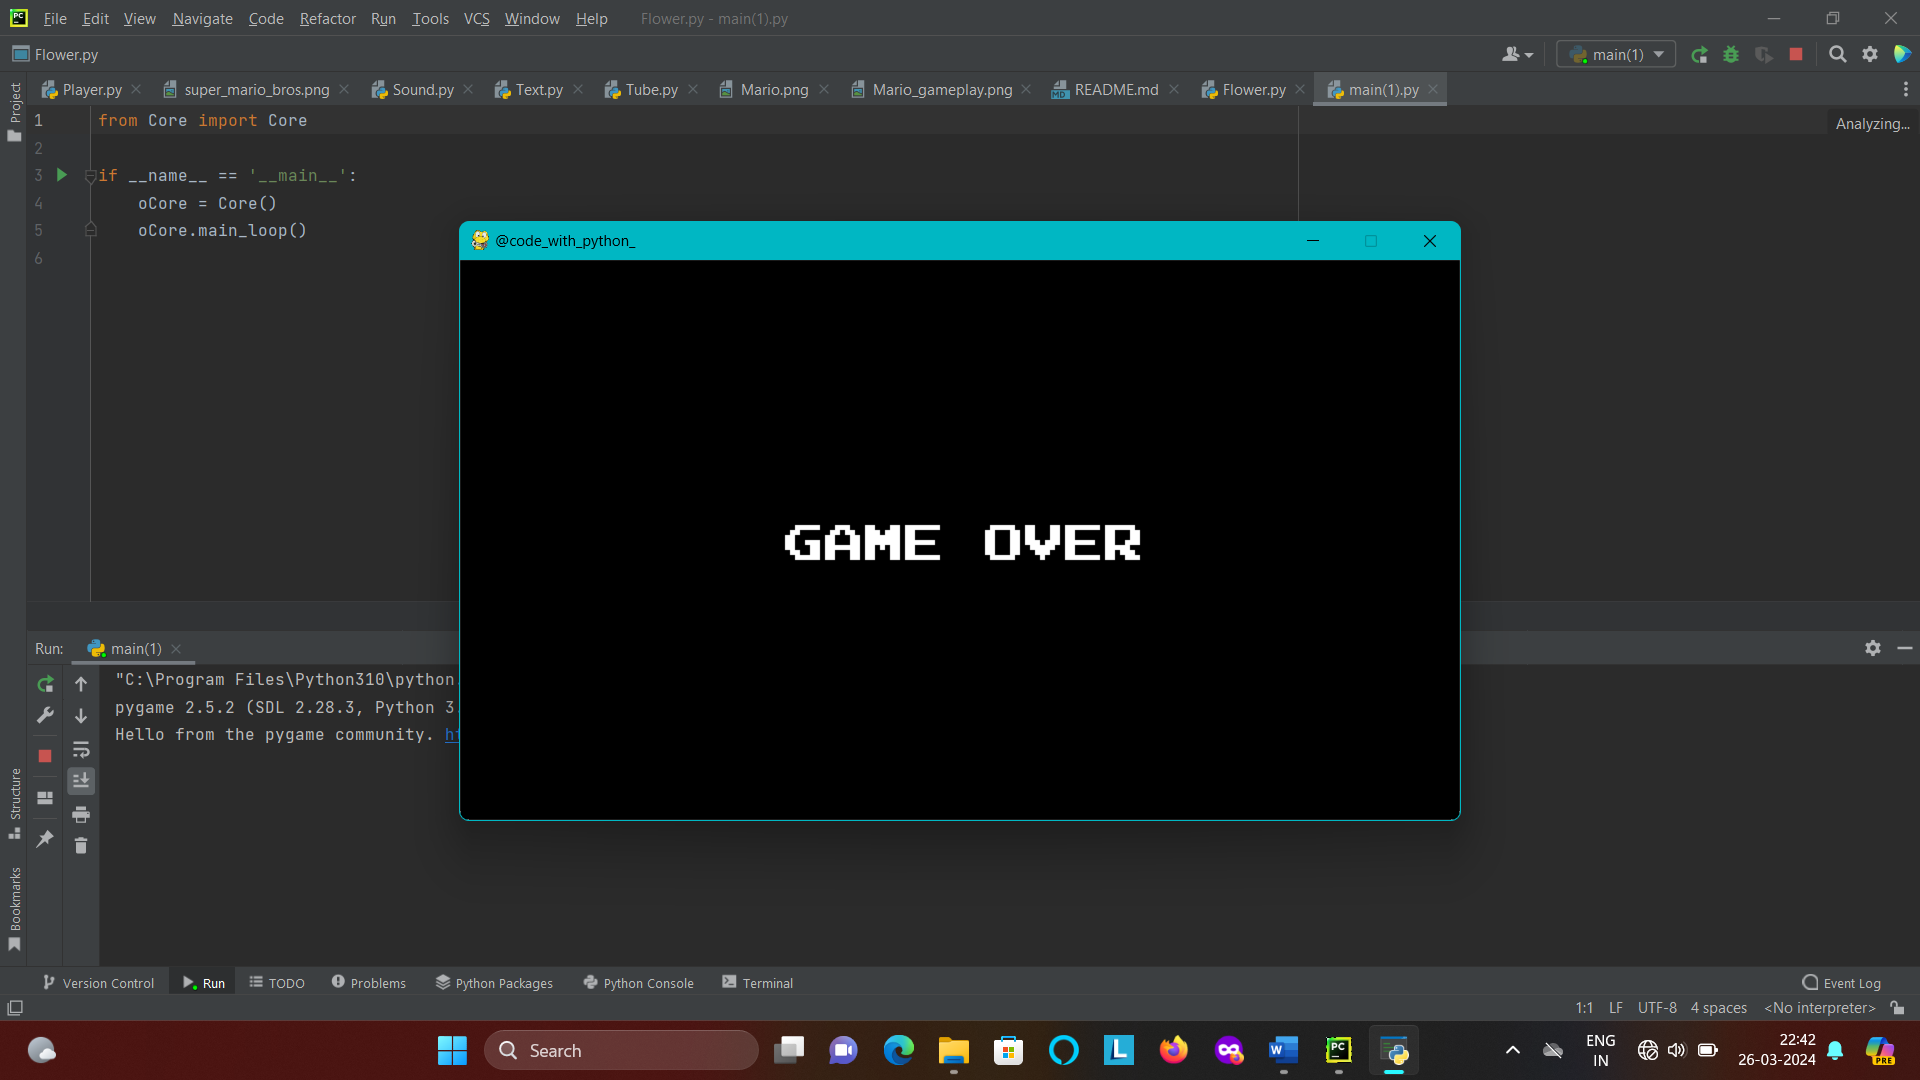 File Edit View Navigate Code Refactor Run Tools VCS Window Help Flower.py - main(1).py
Flower.py main(1)
Player.py super_mario_bros.png Sound.py Text.py Tube.py Mario.png Mario_gameplay.png README.md Flower.py main(1).py
Project
1 from Core import Core
Analyzing...
2
3 if __name__ == '__main__':
4 oCore = Core()
5 oCore.main_loop()
6
@code_with_python_
GAME OVER
Run: main(1)
"C:\Program Files\Python310\python.
pygame 2.5.2 (SDL 2.28.3, Python 3.
Hello from the pygame community. ht
Structure
Bookmarks
Version Control Run TODO Problems Python Packages Python Console Terminal Event Log
1:1 LF UTF-8 4 spaces <No interpreter>
Search
ENG
IN
22:42
26-03-2024
PRE